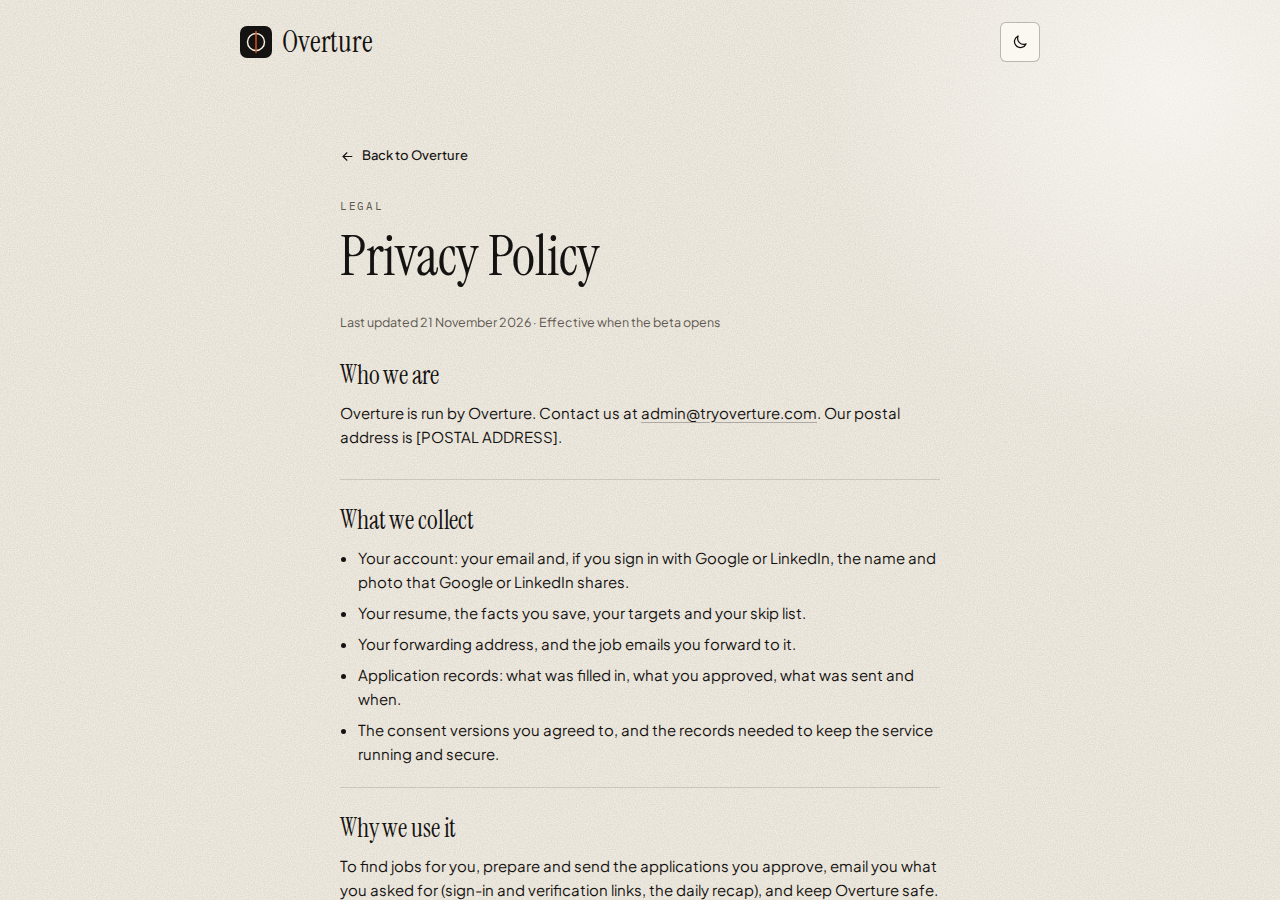 Overture
← Back to Overture
LEGAL
Privacy Policy
Last updated 21 November 2026 · Effective when the beta opens
Who we are
Overture is run by Overture. Contact us at admin@tryoverture.com. Our postal
address is [POSTAL ADDRESS].
What we collect
• Your account: your email and, if you sign in with Google or LinkedIn, the name and
photo that Google or LinkedIn shares.
• Your resume, the facts you save, your targets and your skip list.
• Your forwarding address, and the job emails you forward to it.
• Application records: what was filled in, what you approved, what was sent and
when.
• The consent versions you agreed to, and the records needed to keep the service
running and secure.
Why we use it
To find jobs for you, prepare and send the applications you approve, email you what
you asked for (sign-in and verification links, the daily recap), and keep Overture safe.